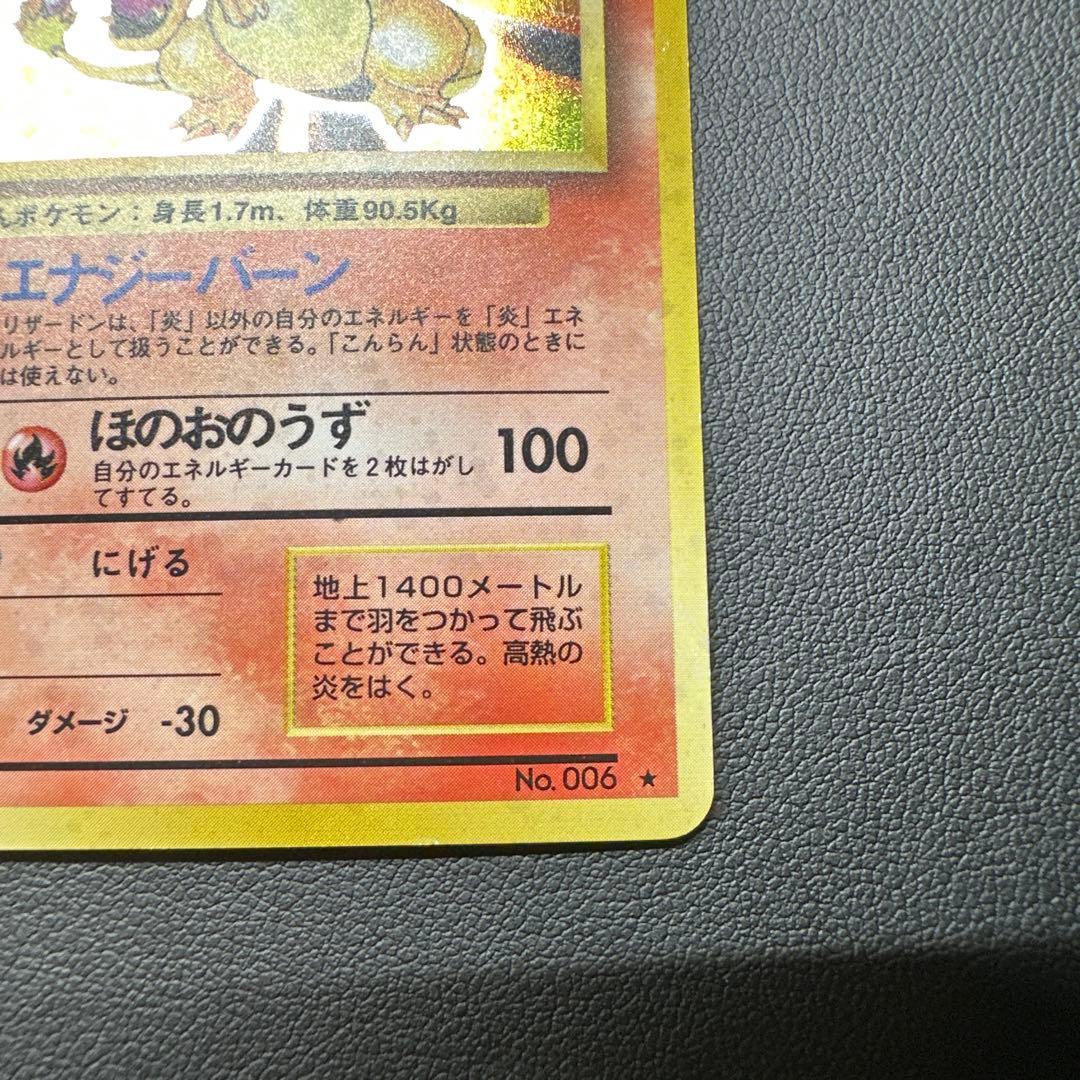 んポケモン：身長1.7m、体重90.5Kg
エナジーバーン
リザードンは、「炎」以外の自分のエネルギーを「炎」エネ
ルギーとして扱うことができる。「こんらん」状態のときに
は使えない。
ほのおのうず 100
自分のエネルギーカードを2枚はがし
てすてる。
にげる
地上1400メートル
まで羽をつかって飛ぶ
ことができる。高熱の
炎をはく。
ダメージ -30
No. 006 ★